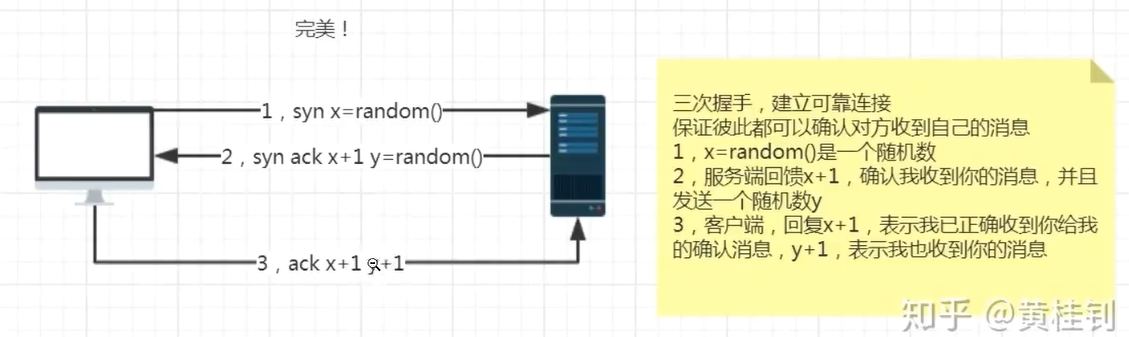 完美！
1，syn x=random()
2，syn ack x+1 y=random()
3，ack x+1 y+1
三次握手，建立可靠连接
保证彼此都可以确认对方收到自己的消息
1，x=random()是一个随机数
2，服务端回馈x+1，确认我收到你的消息，并且
发送一个随机数y
3，客户端，回复x+1，表示我已正确收到你给我
的确认消息，y+1，表示我也收到你的消息
知乎 @黄桂钊